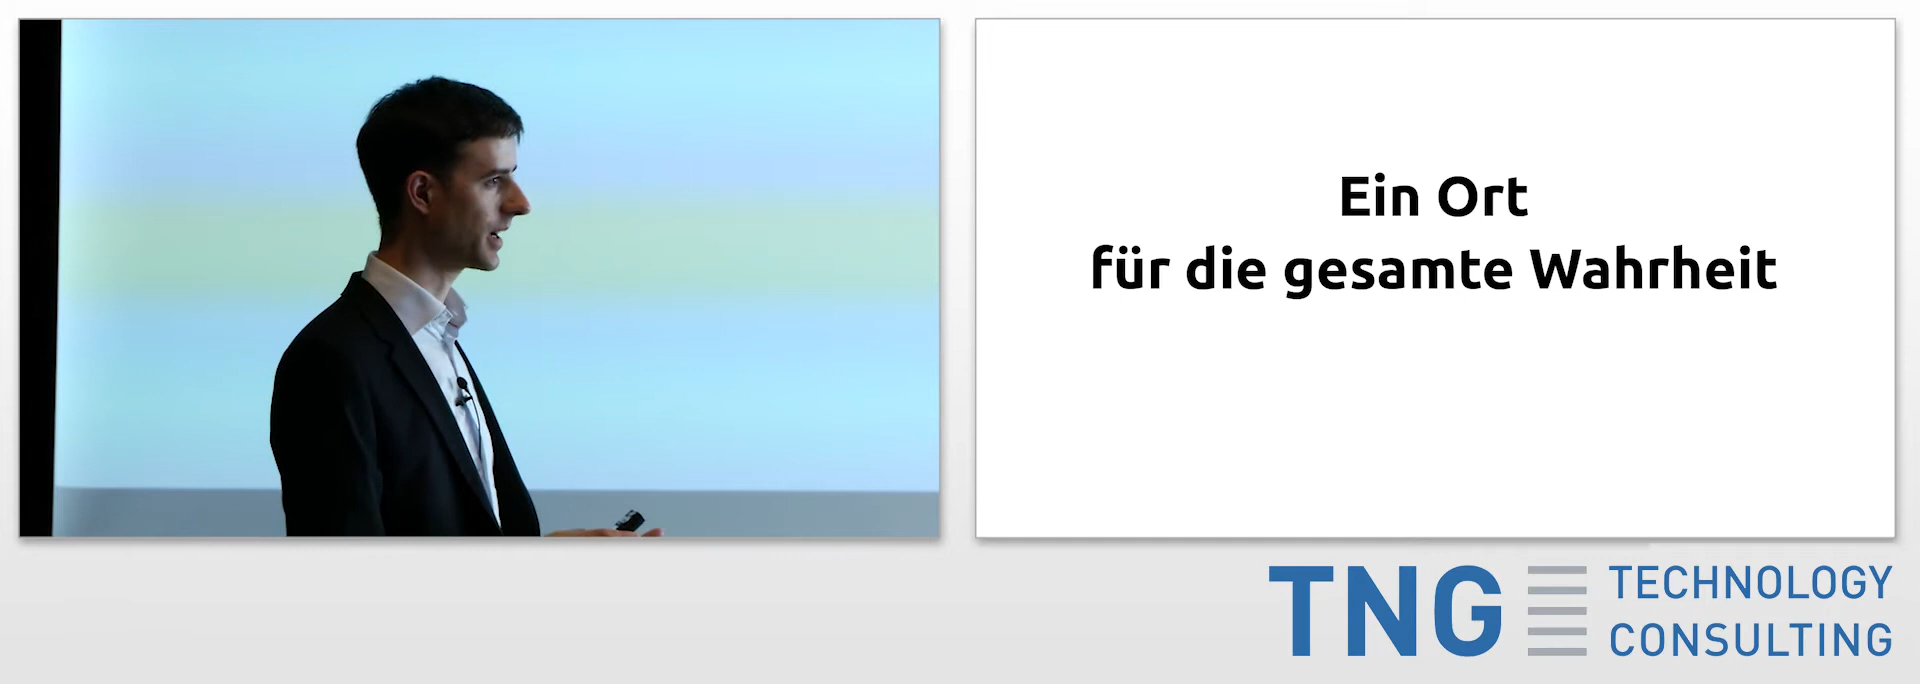 Ein Ort
für die gesamte Wahrheit
TNG TECHNOLOGY
CONSULTING